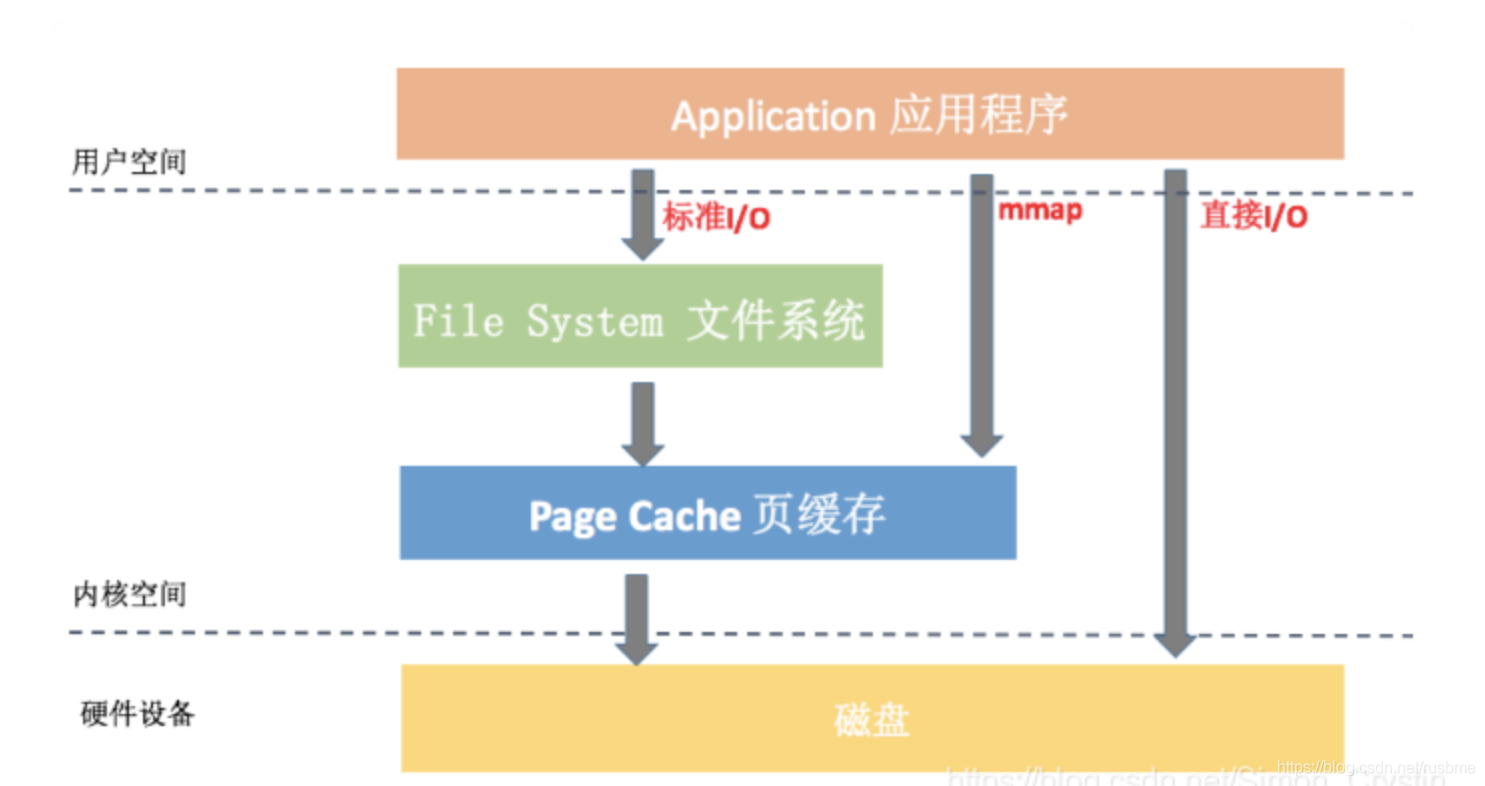 Application 应用程序
用户空间
标准I/O
mmap
直接I/O
File System 文件系统
Page Cache 页缓存
内核空间
硬件设备
磁盘
https://blog.csdn.net/rusbme
https://blog.csdn.net/Simon_Crystin